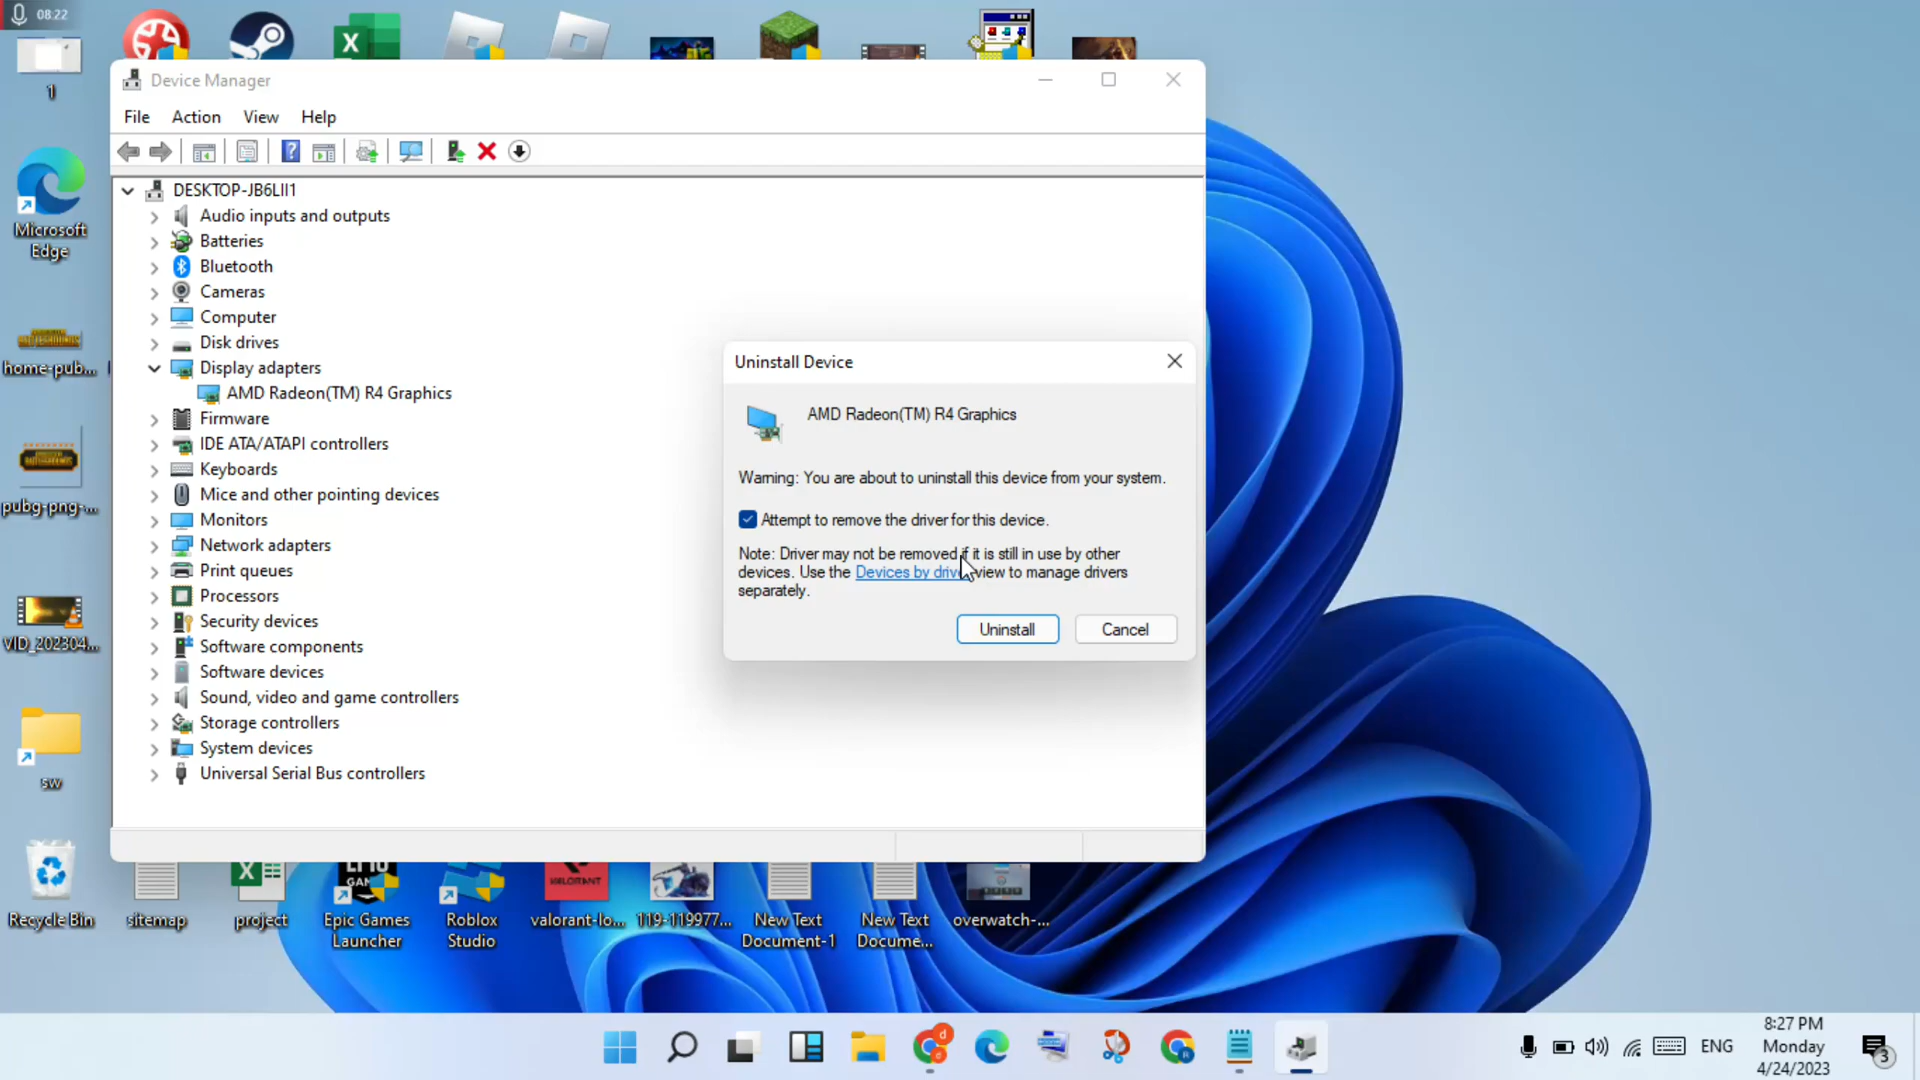 08:22
1
Device Manager
File Action View Help
DESKTOP-JB6LII1
Audio inputs and outputs
Batteries
Bluetooth
Cameras
Computer
Disk drives
Display adapters
AMD Radeon(TM) R4 Graphics
Firmware
IDE ATA/ATAPI controllers
Keyboards
Mice and other pointing devices
Monitors
Network adapters
Print queues
Processors
Security devices
Software components
Software devices
Sound, video and game controllers
Storage controllers
System devices
Universal Serial Bus controllers
Uninstall Device
AMD Radeon(TM) R4 Graphics
Warning: You are about to uninstall this device from your system.
Attempt to remove the driver for this device.
Note: Driver may not be removed if it is still in use by other
devices. Use the Devices by driver view to manage drivers
separately.
Uninstall Cancel
Microsoft
Edge
home-pub...
pubg-png-...
VID_202304...
sw
Recycle Bin
sitemap
project
Epic Games
Launcher
Roblox
Studio
VALORANT
valorant-lo...
119-119977...
New Text
Document-1
New Text
Docume...
overwatch-...
ENG
8:27 PM
Monday
4/24/2023
3